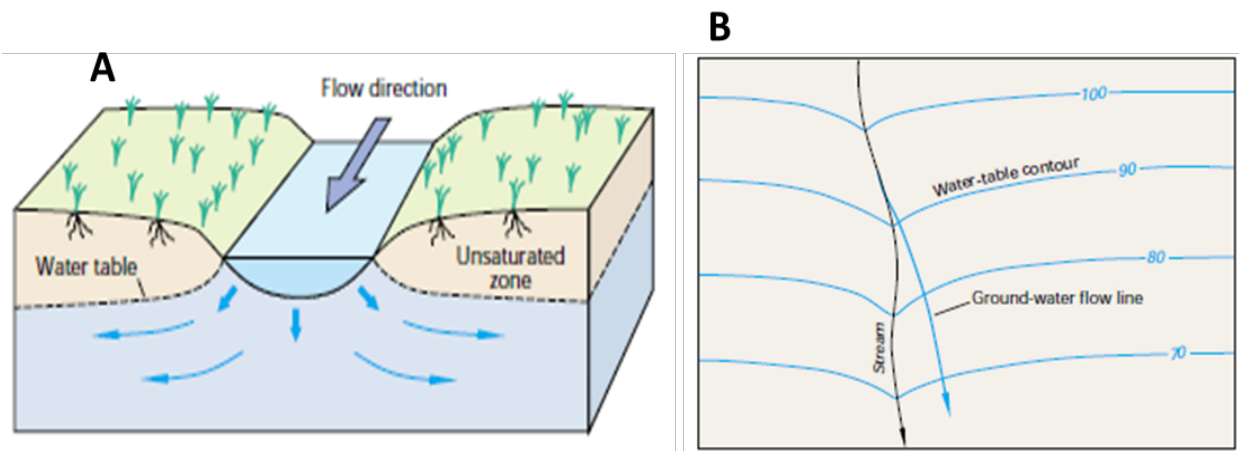 A
Flow direction
Water table
Unsaturated
zone
B
100
Water-table contour
90
80
Ground-water flow line
Stream
70